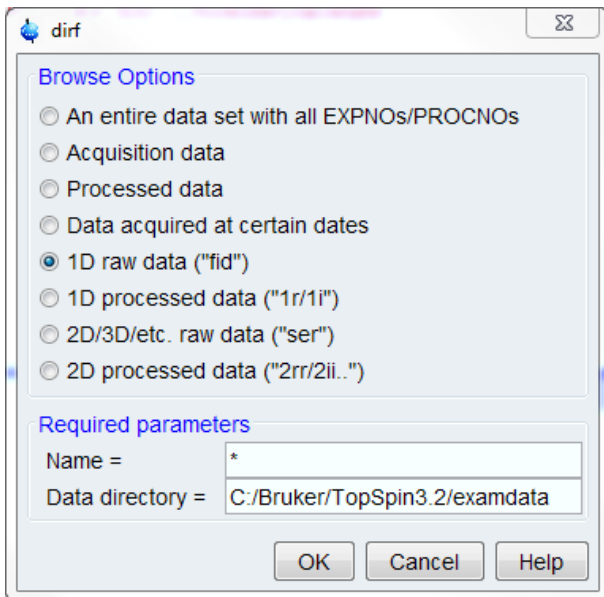 dirf
Browse Options
An entire data set with all EXPNOs/PROCNOs
Acquisition data
Processed data
Data acquired at certain dates
1D raw data ("fid")
1D processed data ("1r/1i")
2D/3D/etc. raw data ("ser")
2D processed data ("2rr/2ii..")
Required parameters
Name = *
Data directory = C:/Bruker/TopSpin3.2/examdata
OK Cancel Help